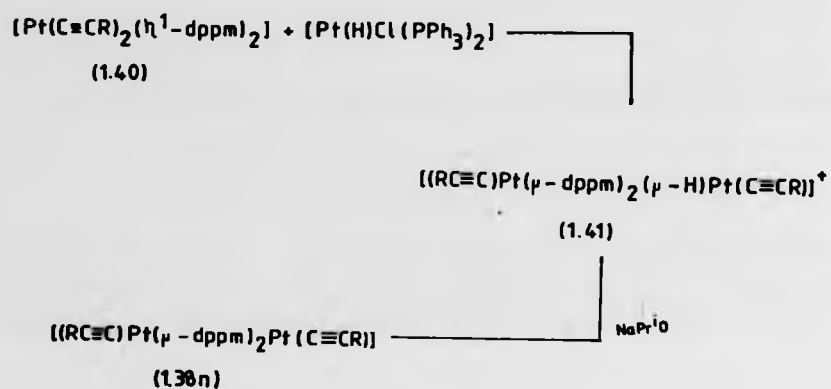 [Pt(C≡CR)₂(η¹-dppm)₂] + [Pt(H)Cl(PPh₃)₂]
(1.40)
[(RC≡C)Pt(μ-dppm)₂(μ-H)Pt(C≡CR)]⁺
(1.41)
NaPrⁱO
[(RC≡C)Pt(μ-dppm)₂Pt(C≡CR)]
(1.38n)